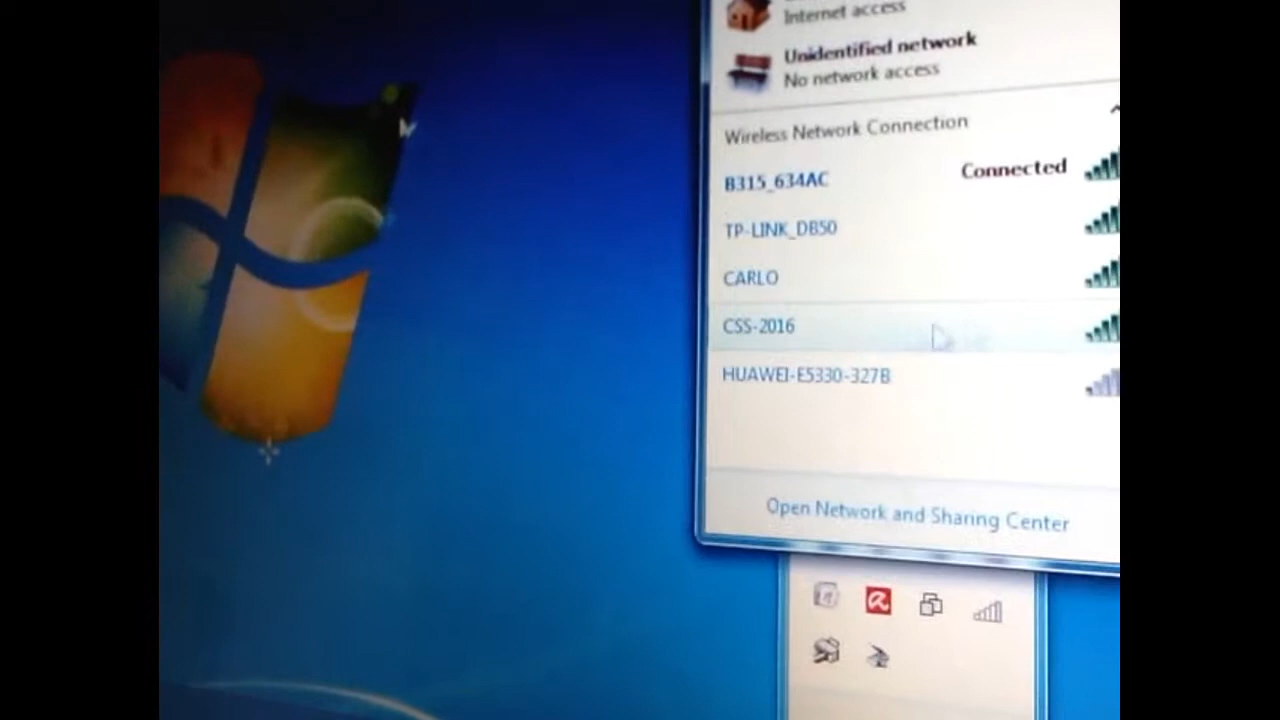 Internet access
Unidentified network
No network access
Wireless Network Connection
B315_634AC Connected
TP-LINK_DB50
CARLO
CSS-2016
HUAWEI-E5330-327B
Open Network and Sharing Center